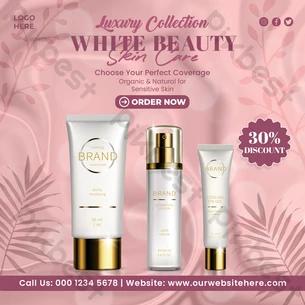 LOGO
HERE.
Luxury Collection
WHITE BEAUTY
Skin Care
Choose Your Perfect Coverage
Organic & Natural for
Sensitive Skin
ORDER NOW
30%
DISCOUNT
BRAND
BRAND
Call Us: 000 1234 5678 | Website: www.ourwebsitehere.com